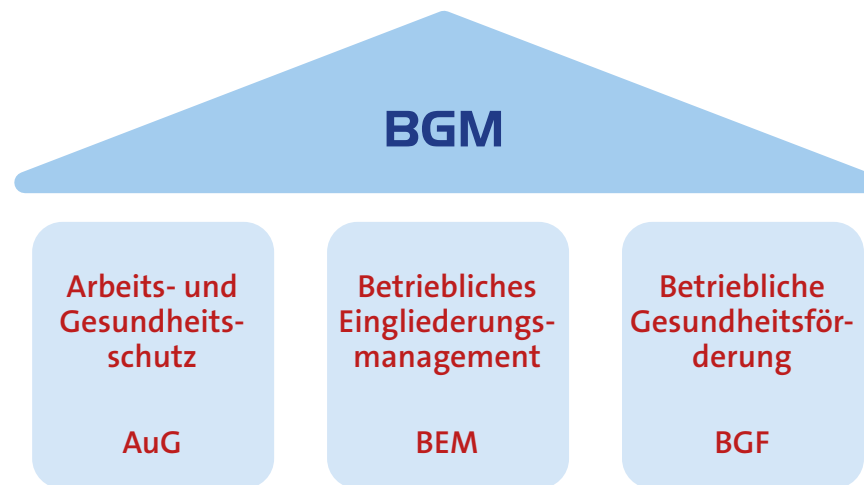 BGM
Arbeits- und
Gesundheits-
schutz
AuG
Betriebliches
Eingliederungs-
management
BEM
Betriebliche
Gesundheitsför-
derung
BGF